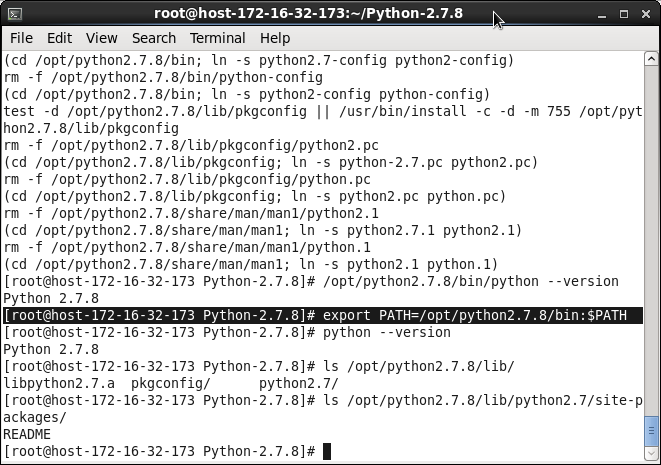 root@host-172-16-32-173:~/Python-2.7.8
File Edit View Search Terminal Help
(cd /opt/python2.7.8/bin; ln -s python2.7-config python2-config)
rm -f /opt/python2.7.8/bin/python-config
(cd /opt/python2.7.8/bin; ln -s python2-config python-config)
test -d /opt/python2.7.8/lib/pkgconfig || /usr/bin/install -c -d -m 755 /opt/pyt
hon2.7.8/lib/pkgconfig
rm -f /opt/python2.7.8/lib/pkgconfig/python2.pc
(cd /opt/python2.7.8/lib/pkgconfig; ln -s python-2.7.pc python2.pc)
rm -f /opt/python2.7.8/lib/pkgconfig/python.pc
(cd /opt/python2.7.8/lib/pkgconfig; ln -s python2.pc python.pc)
rm -f /opt/python2.7.8/share/man/man1/python2.1
(cd /opt/python2.7.8/share/man/man1; ln -s python2.7.1 python2.1)
rm -f /opt/python2.7.8/share/man/man1/python.1
(cd /opt/python2.7.8/share/man/man1; ln -s python2.1 python.1)
[root@host-172-16-32-173 Python-2.7.8]# /opt/python2.7.8/bin/python --version
Python 2.7.8
[root@host-172-16-32-173 Python-2.7.8]# export PATH=/opt/python2.7.8/bin:$PATH
[root@host-172-16-32-173 Python-2.7.8]# python --version
Python 2.7.8
[root@host-172-16-32-173 Python-2.7.8]# ls /opt/python2.7.8/lib/
libpython2.7.a  pkgconfig/      python2.7/
[root@host-172-16-32-173 Python-2.7.8]# ls /opt/python2.7.8/lib/python2.7/site-p
ackages/
README
[root@host-172-16-32-173 Python-2.7.8]#